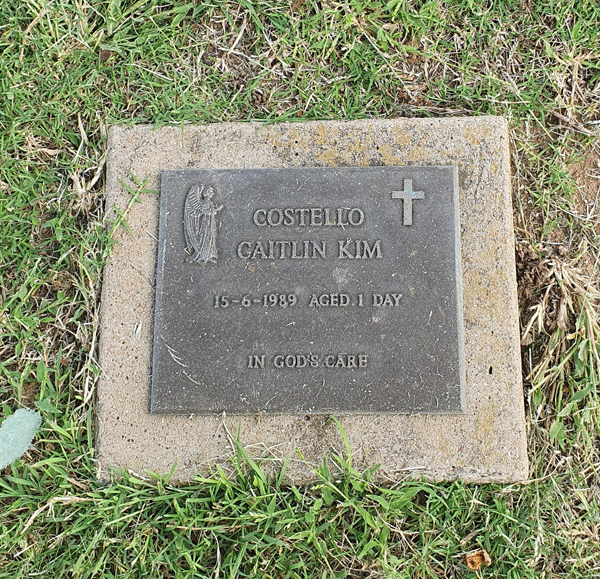 COSTELLO
CAITLIN KIM
15-6-1989 AGED 1 DAY
IN GOD'S CARE